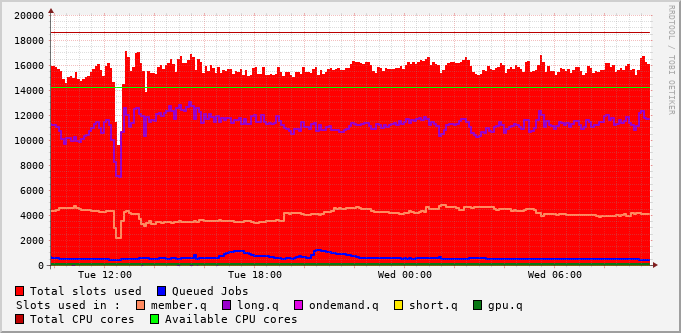 20000
18000
16000
14000
12000
10000
8000
6000
4000
2000
0
Tue 12:00 Tue 18:00 Wed 00:00 Wed 06:00
Total slots used Queued Jobs
Slots used in : member.q long.q ondemand.q short.q gpu.q
Total CPU cores Available CPU cores
RRDTOOL / TOBI OETIKER